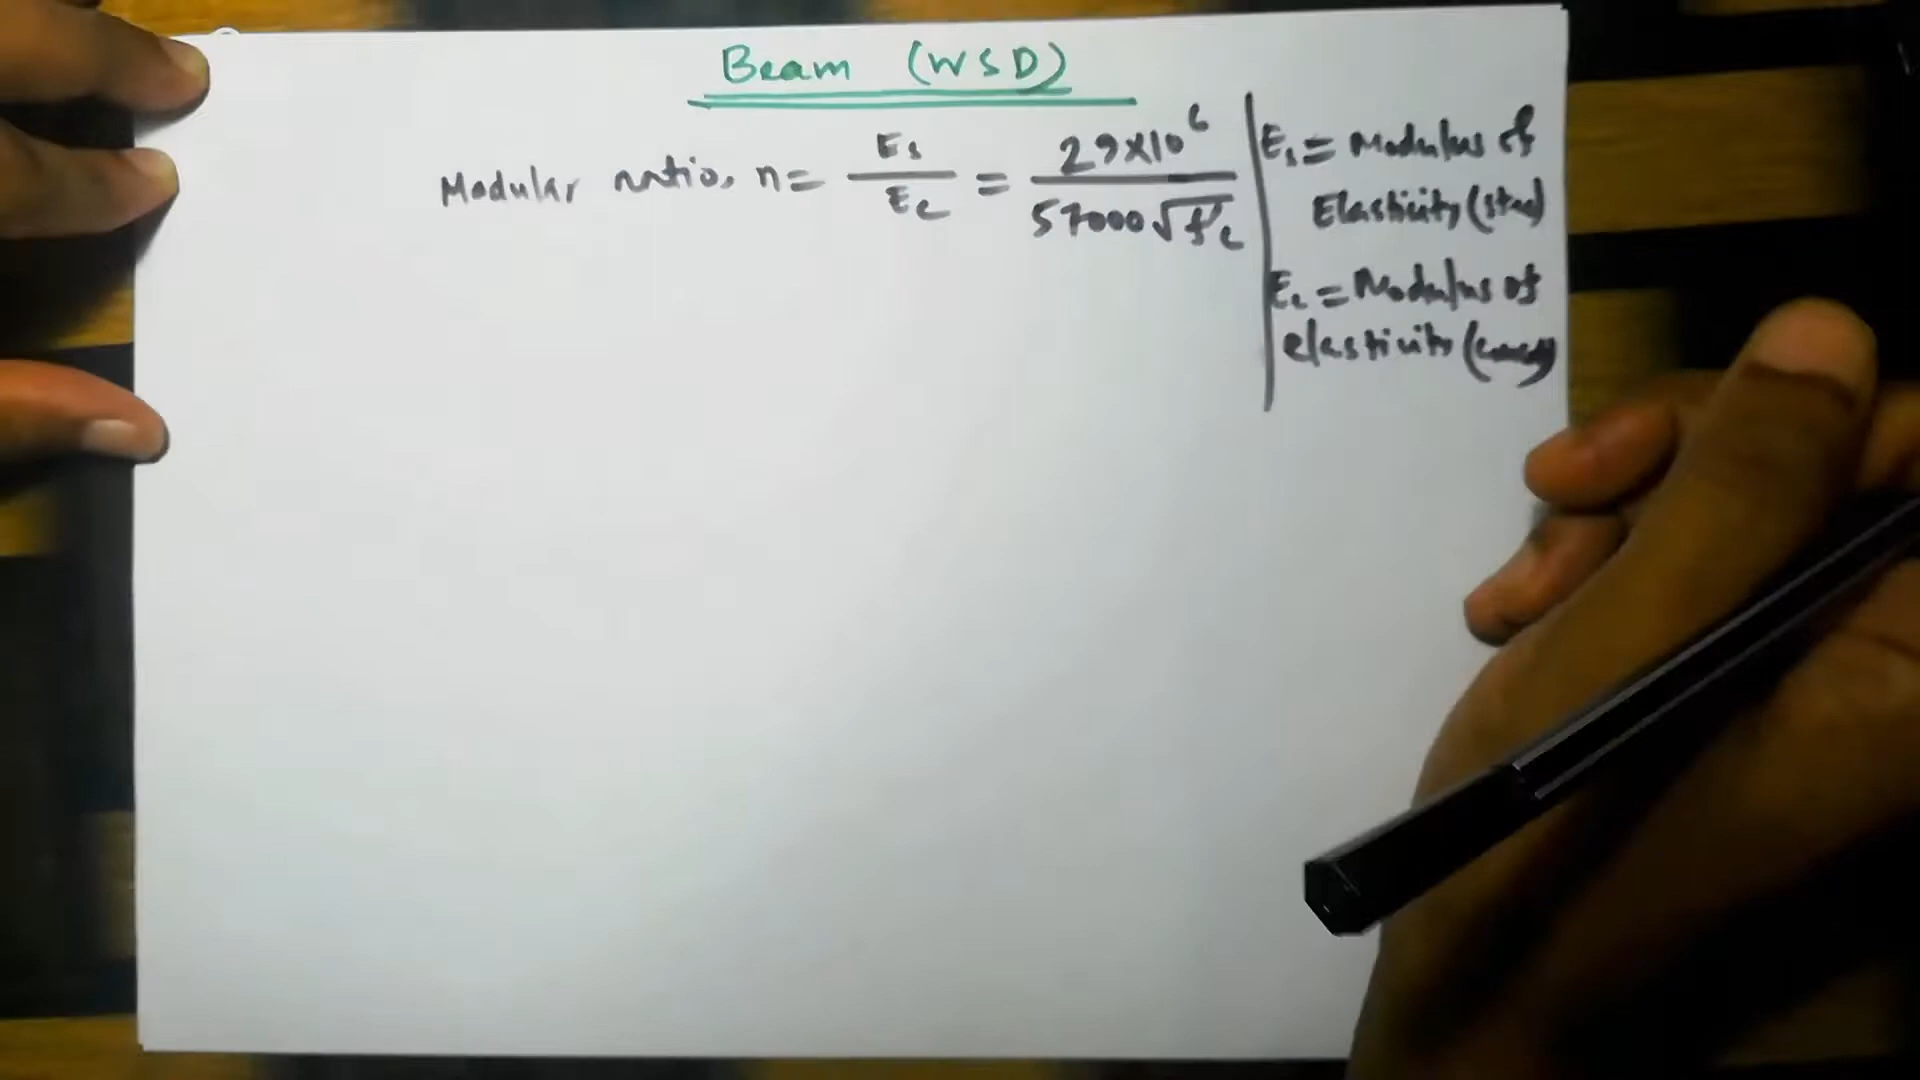 Beam (WSD)
Modular ratio, n = Es/Ec = 29×10^6/57000√f'c
Es = Modulus of
Elasticity (steel)
Ec = Modulus of
elasticity